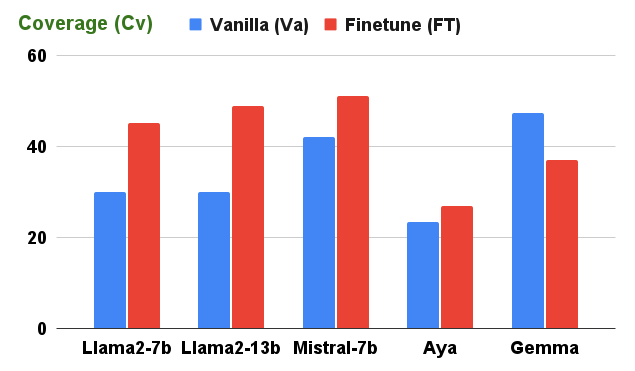 Coverage (Cv) Vanilla (Va) Finetune (FT)
60
40
20
0
Llama2-7b Llama2-13b Mistral-7b Aya Gemma